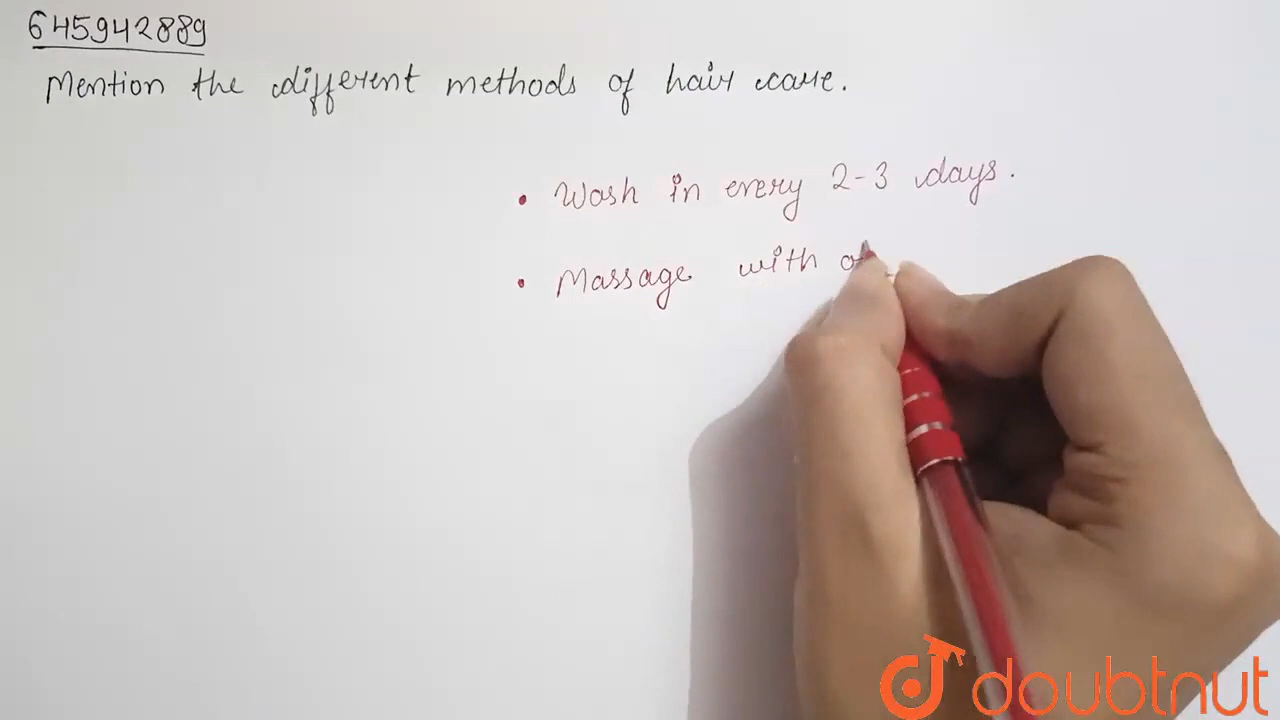 645942889
Mention the different methods of hair care.
• Wash in every 2-3 days.
• Massage with
doubtnut